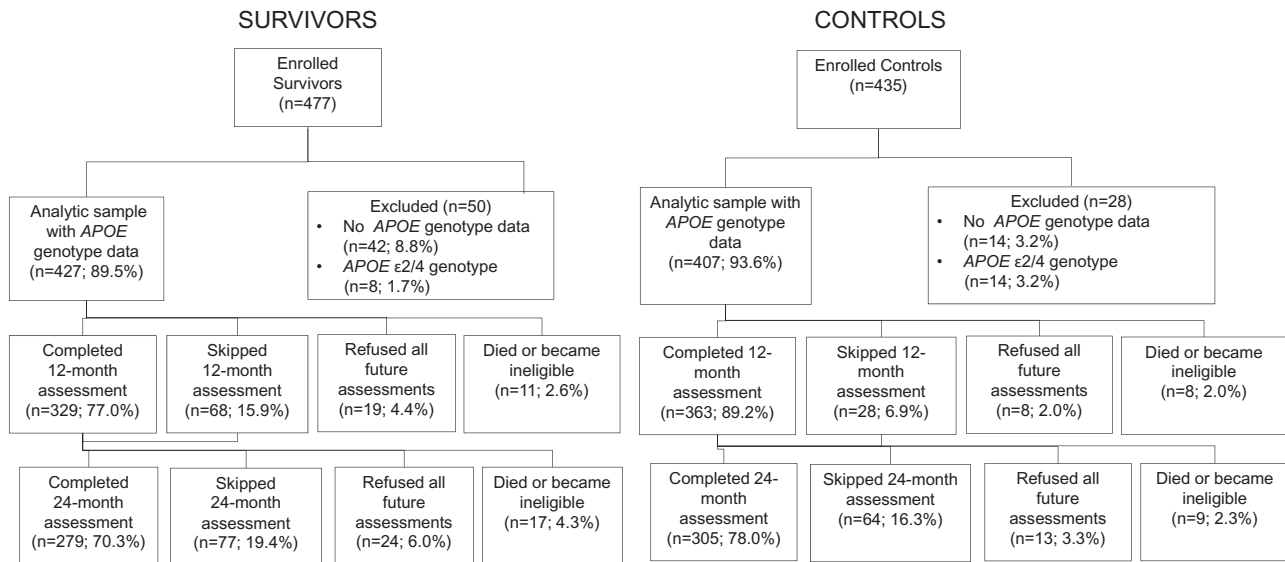 SURVIVORS
Enrolled
Survivors
(n=477)
Analytic sample
with APOE
genotype data
(n=427; 89.5%)
Excluded (n=50)
• No APOE genotype data
(n=42; 8.8%)
• APOE ε2/4 genotype
(n=8; 1.7%)
Completed
12-month
assessment
(n=329; 77.0%)
Skipped
12-month
assessment
(n=68; 15.9%)
Refused all
future
assessments
(n=19; 4.4%)
Died or became
ineligible
(n=11; 2.6%)
Completed
24-month
assessment
(n=279; 70.3%)
Skipped
24-month
assessment
(n=77; 19.4%)
Refused all
future
assessments
(n=24; 6.0%)
Died or became
ineligible
(n=17; 4.3%)
CONTROLS
Enrolled Controls
(n=435)
Analytic sample with
APOE genotype
data
(n=407; 93.6%)
Excluded (n=28)
• No APOE genotype data
(n=14; 3.2%)
• APOE ε2/4 genotype
(n=14; 3.2%)
Completed 12-
month
assessment
(n=363; 89.2%)
Skipped 12-
month
assessment
(n=28; 6.9%)
Refused all
future
assessments
(n=8; 2.0%)
Died or became
ineligible
(n=8; 2.0%)
Completed 24-
month
assessment
(n=305; 78.0%)
Skipped 24-month
assessment
(n=64; 16.3%)
Refused all
future
assessments
(n=13; 3.3%)
Died or became
ineligible
(n=9; 2.3%)